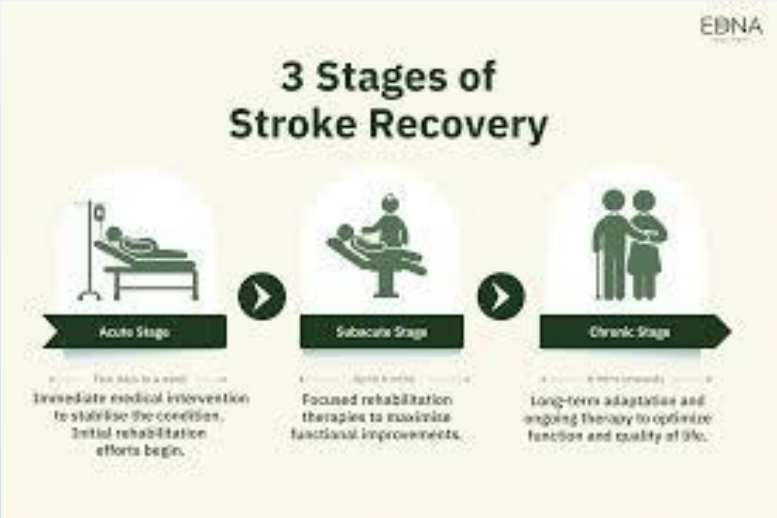 EDNA
3 Stages of
Stroke Recovery
Acute Stage
Subacute Stage
Chronic Stage
Immediate medical intervention
to stabilise the condition.
Initial rehabilitation
efforts begin.
Focused rehabilitation
therapies to maximise
functional improvements.
Long-term adaptation and
ongoing therapy to optimize
function and quality of life.